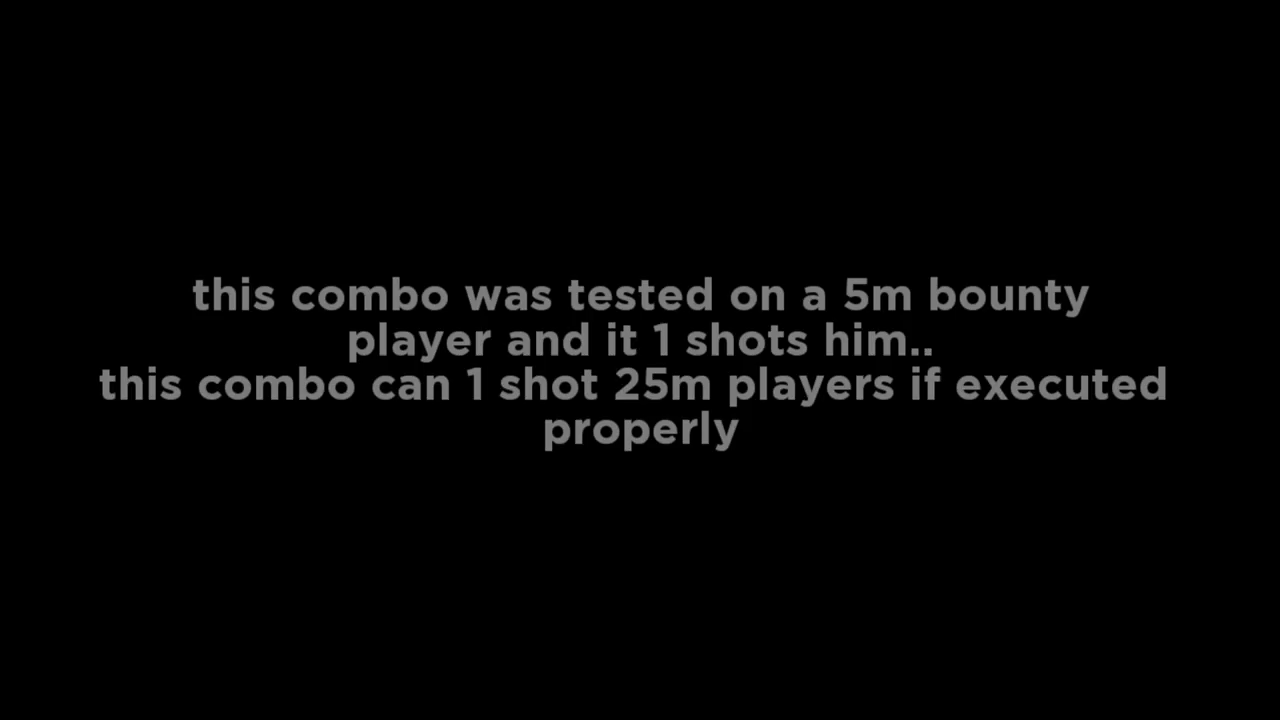 this combo was tested on a 5m bounty
player and it 1 shots him..
this combo can 1 shot 25m players if executed
properly